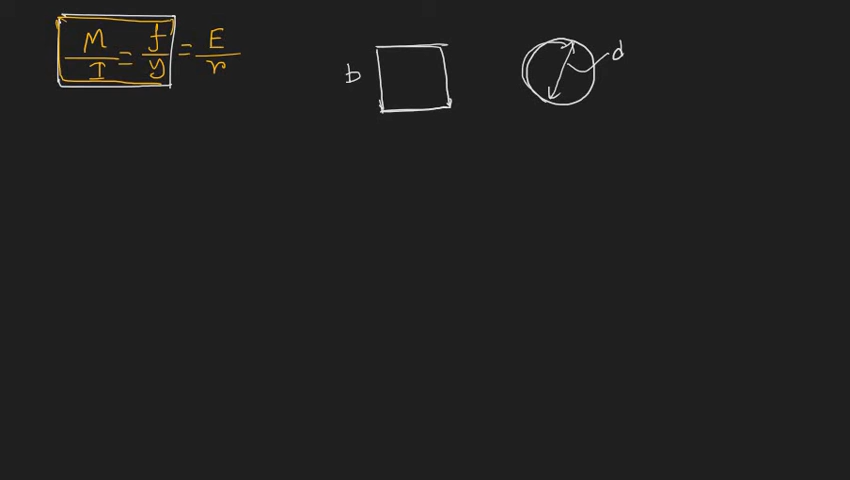 M/I = f/y = E/r
b
d